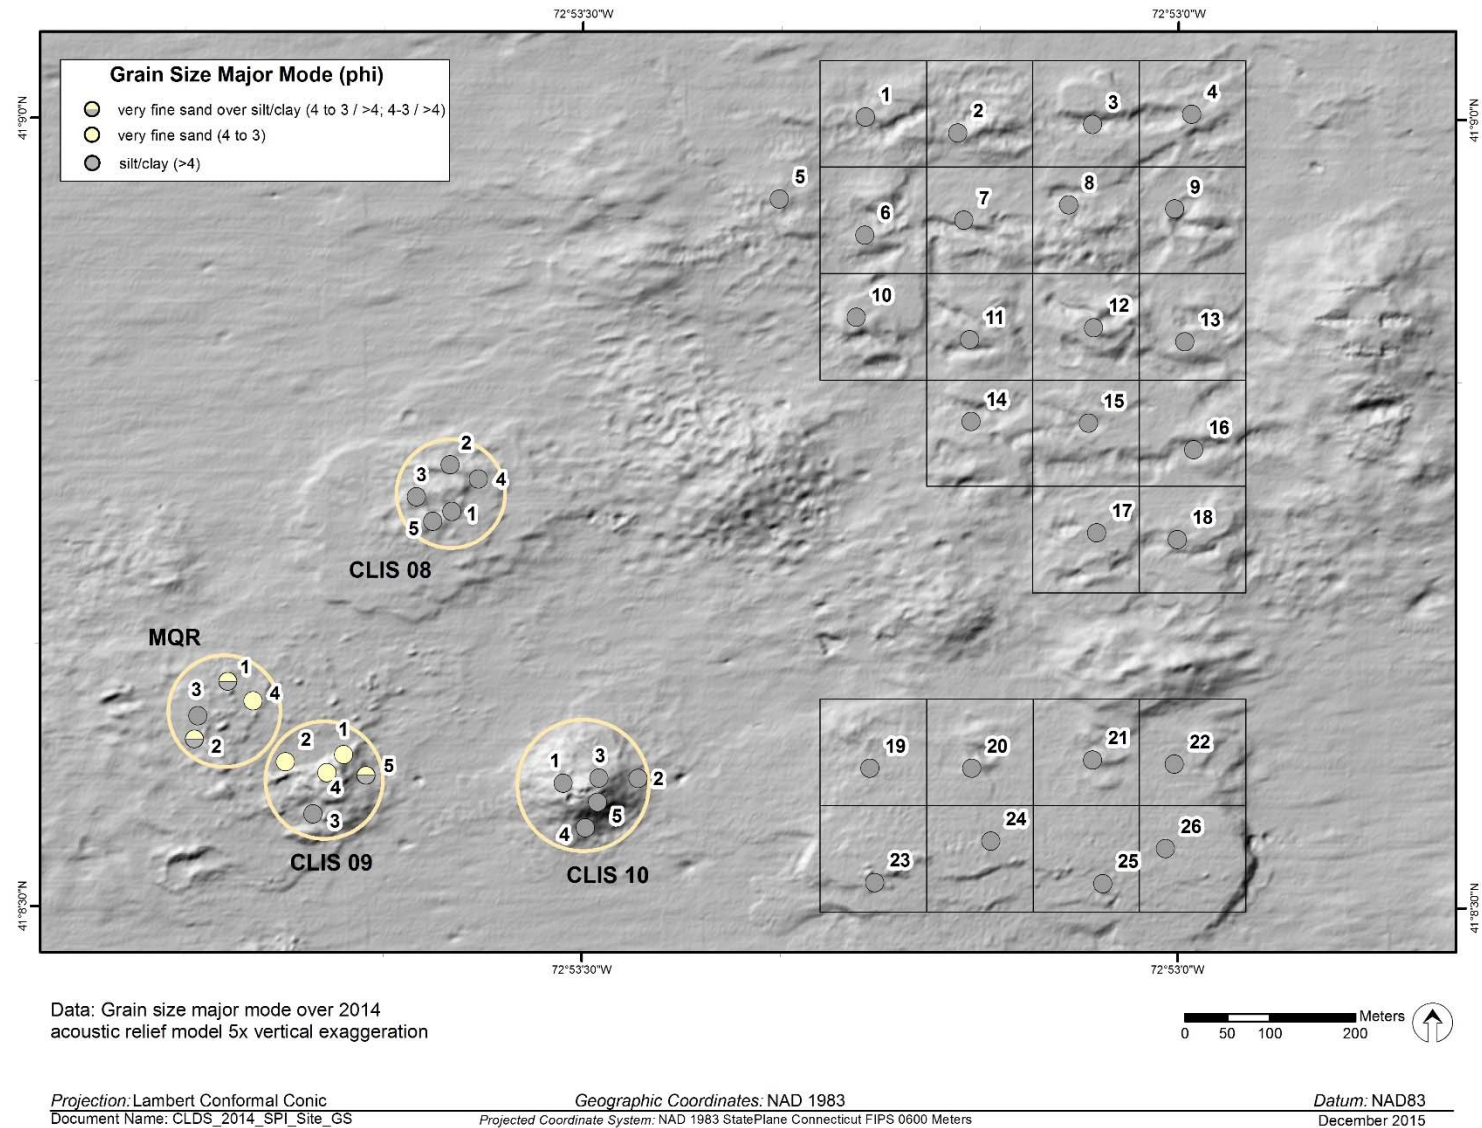 72°53'30"W
72°53'0"W
Grain Size Major Mode (phi)
very fine sand over silt/clay (4 to 3 / >4; 4-3 / >4)
very fine sand (4 to 3)
silt/clay (>4)
41°9'0"N
41°9'0"N
1
2
3
4
5
6
7
8
9
10
11
12
13
14
15
16
17
18
2
3
4
1
5
CLIS 08
MQR
1
3
4
2
1
2
5
4
3
CLIS 09
1
3
2
5
4
CLIS 10
19
20
21
22
23
24
25
26
41°8'30"N
41°8'30"N
72°53'30"W
72°53'0"W
Data: Grain size major mode over 2014
acoustic relief model 5x vertical exaggeration
Meters
0 50 100 200
Projection: Lambert Conformal Conic
Geographic Coordinates: NAD 1983
Datum: NAD83
Document Name: CLDS_2014_SPI_Site_GS
Projected Coordinate System: NAD 1983 StatePlane Connecticut FIPS 0600 Meters
December 2015